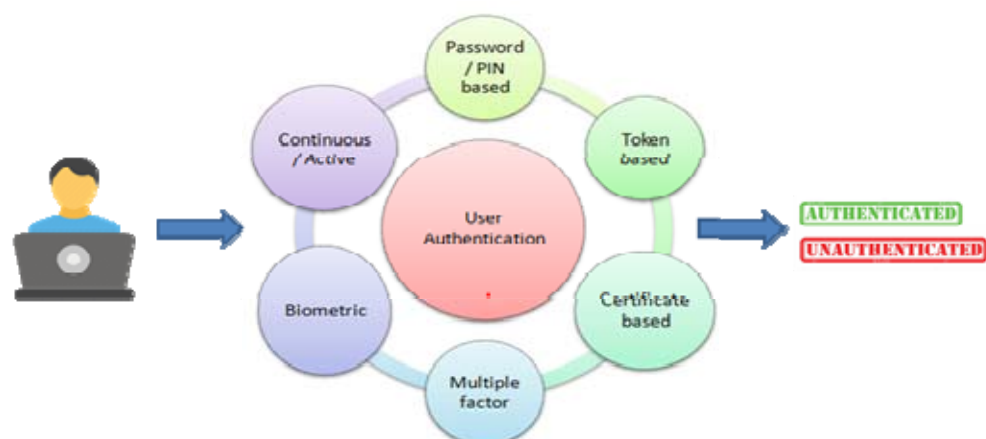 Password
/ PIN
based
Continuous
/ Active
Token
based
User
Authentication
AUTHENTICATED
UNAUTHENTICATED
Biometric
Certificate
based
Multiple
factor